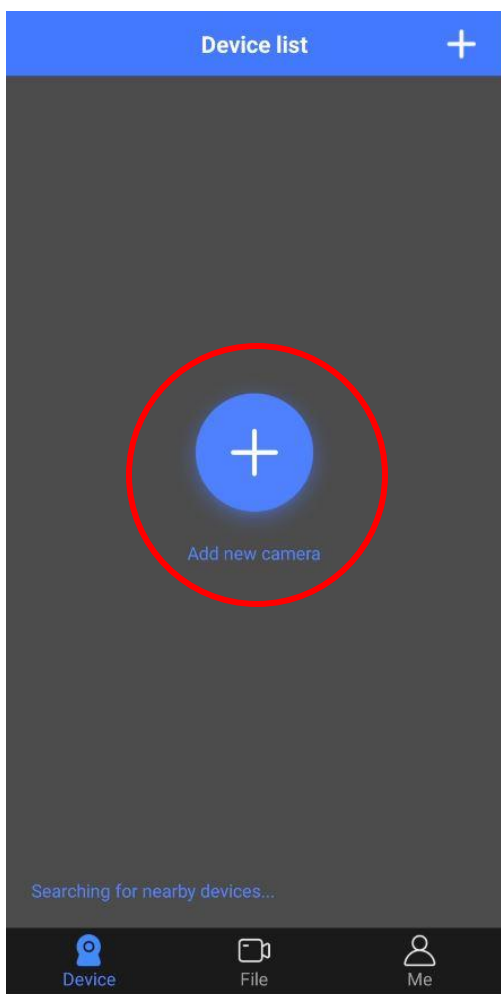 Device list
Add new camera
Searching for nearby devices...
Device
File
Me